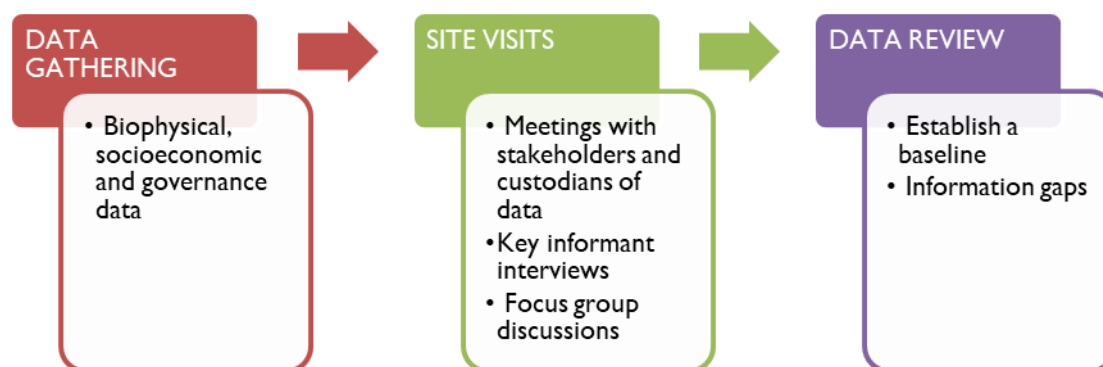 DATA
GATHERING
• Biophysical,
socioeconomic
and governance
data
SITE VISITS
• Meetings with
stakeholders and
custodians of
data
•Key informant
interviews
• Focus group
discussions
DATA REVIEW
• Establish a
baseline
• Information gaps